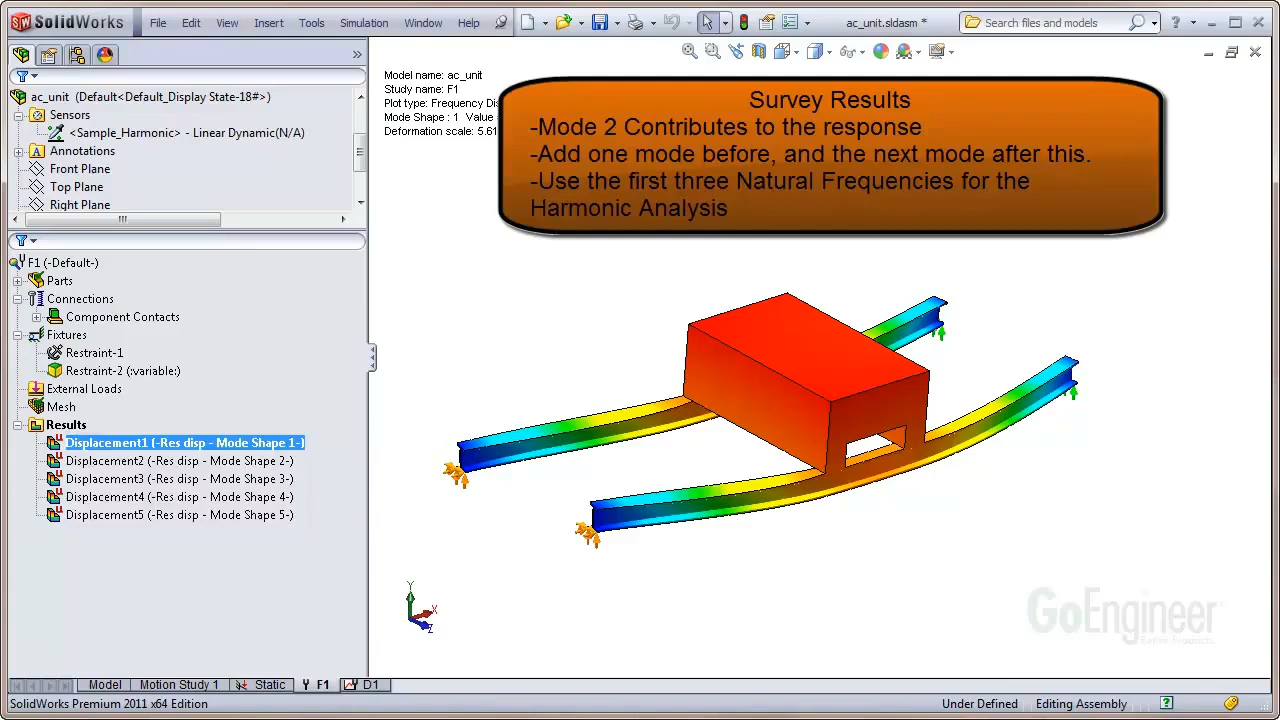 SolidWorks File Edit View Insert Tools Simulation Window Help ac_unit.sldasm * Search files and models
ac_unit (Default<Default_Display State-18#>)
Sensors
<Sample_Harmonic> - Linear Dynamic(N/A)
Annotations
Front Plane
Top Plane
Right Plane
F1 (-Default-)
Parts
Connections
Component Contacts
Fixtures
Restraint-1
Restraint-2 (:variable:)
External Loads
Mesh
Results
Displacement1 (-Res disp - Mode Shape 1-)
Displacement2 (-Res disp - Mode Shape 2-)
Displacement3 (-Res disp - Mode Shape 3-)
Displacement4 (-Res disp - Mode Shape 4-)
Displacement5 (-Res disp - Mode Shape 5-)
Model name: ac_unit
Study name: F1
Plot type: Frequency Dis
Mode Shape : 1 Value =
Deformation scale: 5.61
Survey Results
-Mode 2 Contributes to the response
-Add one mode before, and the next mode after this.
-Use the first three Natural Frequencies for the
Harmonic Analysis
Y
X
Z
GoEngineer
Model Motion Study 1 Static F1 D1
SolidWorks Premium 2011 x64 Edition Under Defined Editing Assembly